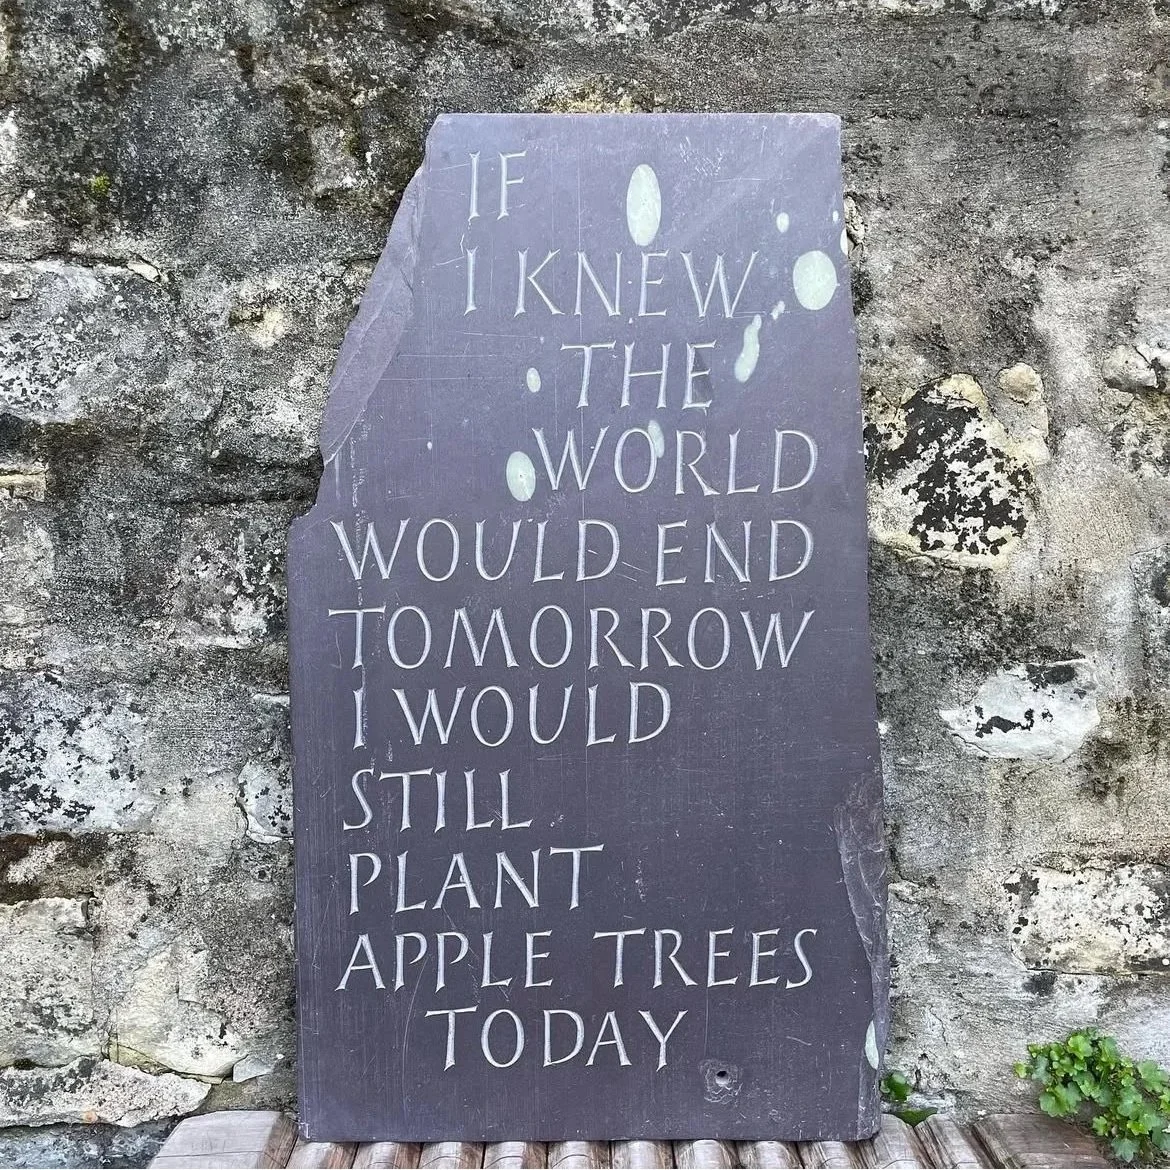 IF
I KNEW
THE
WORLD
WOULD END
TOMORROW
I WOULD
STILL
PLANT
APPLE TREES
TODAY